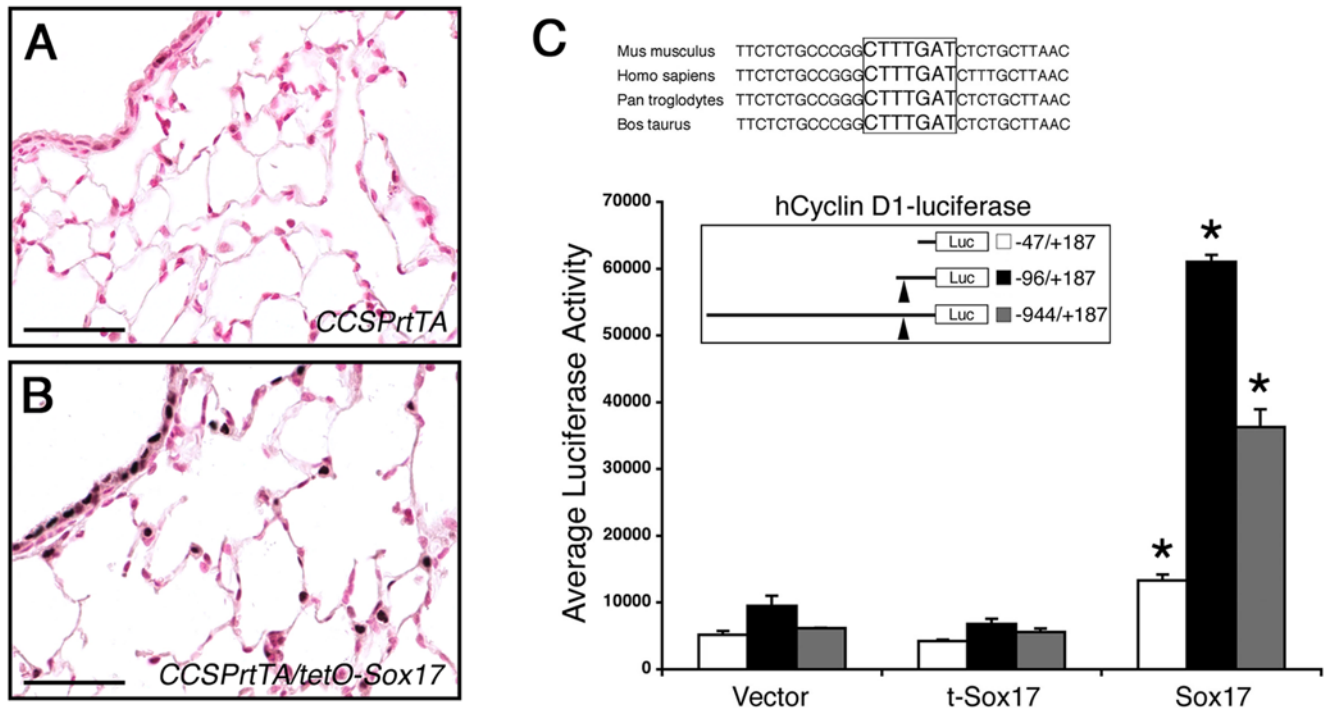 A
CCSPrtTA
B
CCSPrtTA/tetO-Sox17
C
Mus musculus TTCTCTGCCCGGCTTTGATCTCTGCTTAAC
Homo sapiens TTCTCTGCCCGGCTTTGATCTTTGCTTAAC
Pan troglodytes TTCTCTGCCGGGCTTTGATCTCTGCTTAAC
Bos taurus TTCTCTGCCCGGCTTTGATCTCTGCTTAAC
hCyclin D1-luciferase
Luc -47/+187
Luc -96/+187
Luc -944/+187
Average Luciferase Activity
70000
60000
50000
40000
30000
20000
10000
0
* * *
Vector t-Sox17 Sox17